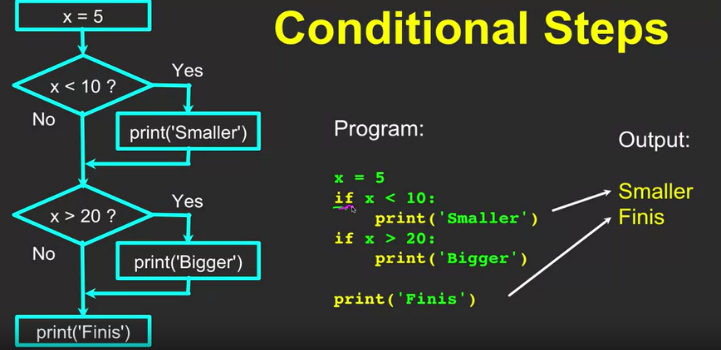 Conditional Steps
x = 5
x < 10 ?
Yes
No
print('Smaller')
x > 20 ?
Yes
No
print('Bigger')
print('Finis')
Program:
x = 5
if x < 10:
    print('Smaller')
if x > 20:
    print('Bigger')
print('Finis')
Output:
Smaller
Finis